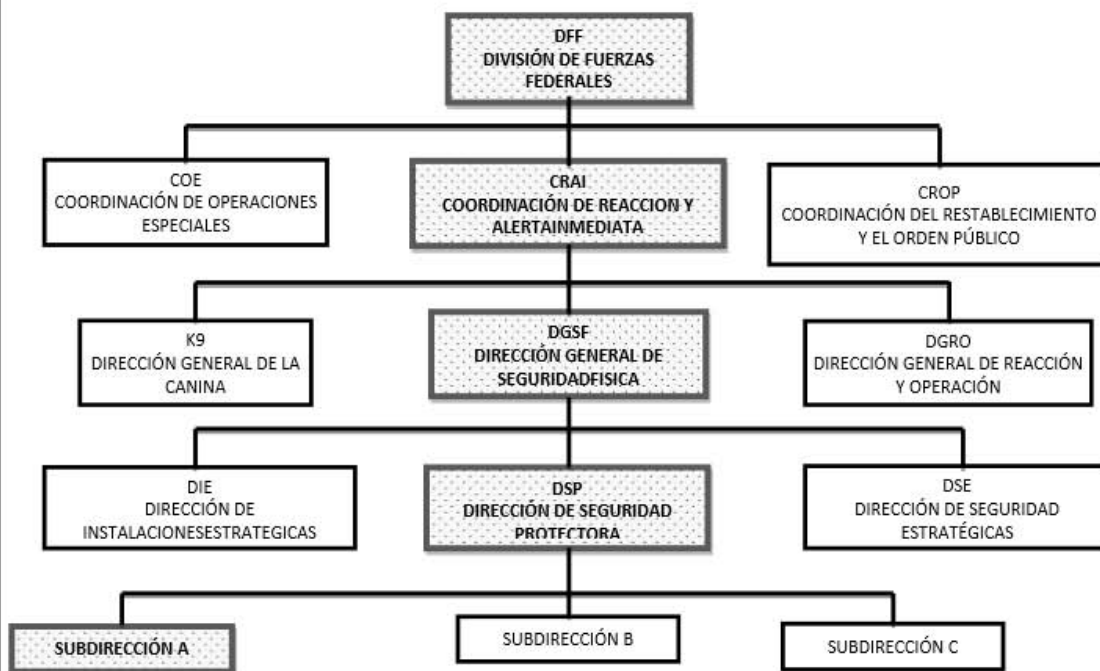 DFF
DIVISIÓN DE FUERZAS
FEDERALES
COE
COORDINACIÓN DE OPERACIONES
ESPECIALES
CRAI
COORDINACIÓN DE REACCION Y
ALERTAINMEDIATA
CROP
COORDINACIÓN DEL RESTABLECIMIENTO
Y EL ORDEN PÚBLICO
K9
DIRECCIÓN GENERAL DE LA
CANINA
DGSF
DIRECCIÓN GENERAL DE
SEGURIDADFISICA
DGRO
DIRECCIÓN GENERAL DE REACCIÓN
Y OPERACIÓN
DIE
DIRECCIÓN DE
INSTALACIONESESTRATEGICAS
DSP
DIRECCIÓN DE SEGURIDAD
PROTECTORA
DSE
DIRECCIÓN DE SEGURIDAD
ESTRATÉGICAS
SUBDIRECCIÓN A
SUBDIRECCIÓN B
SUBDIRECCIÓN C